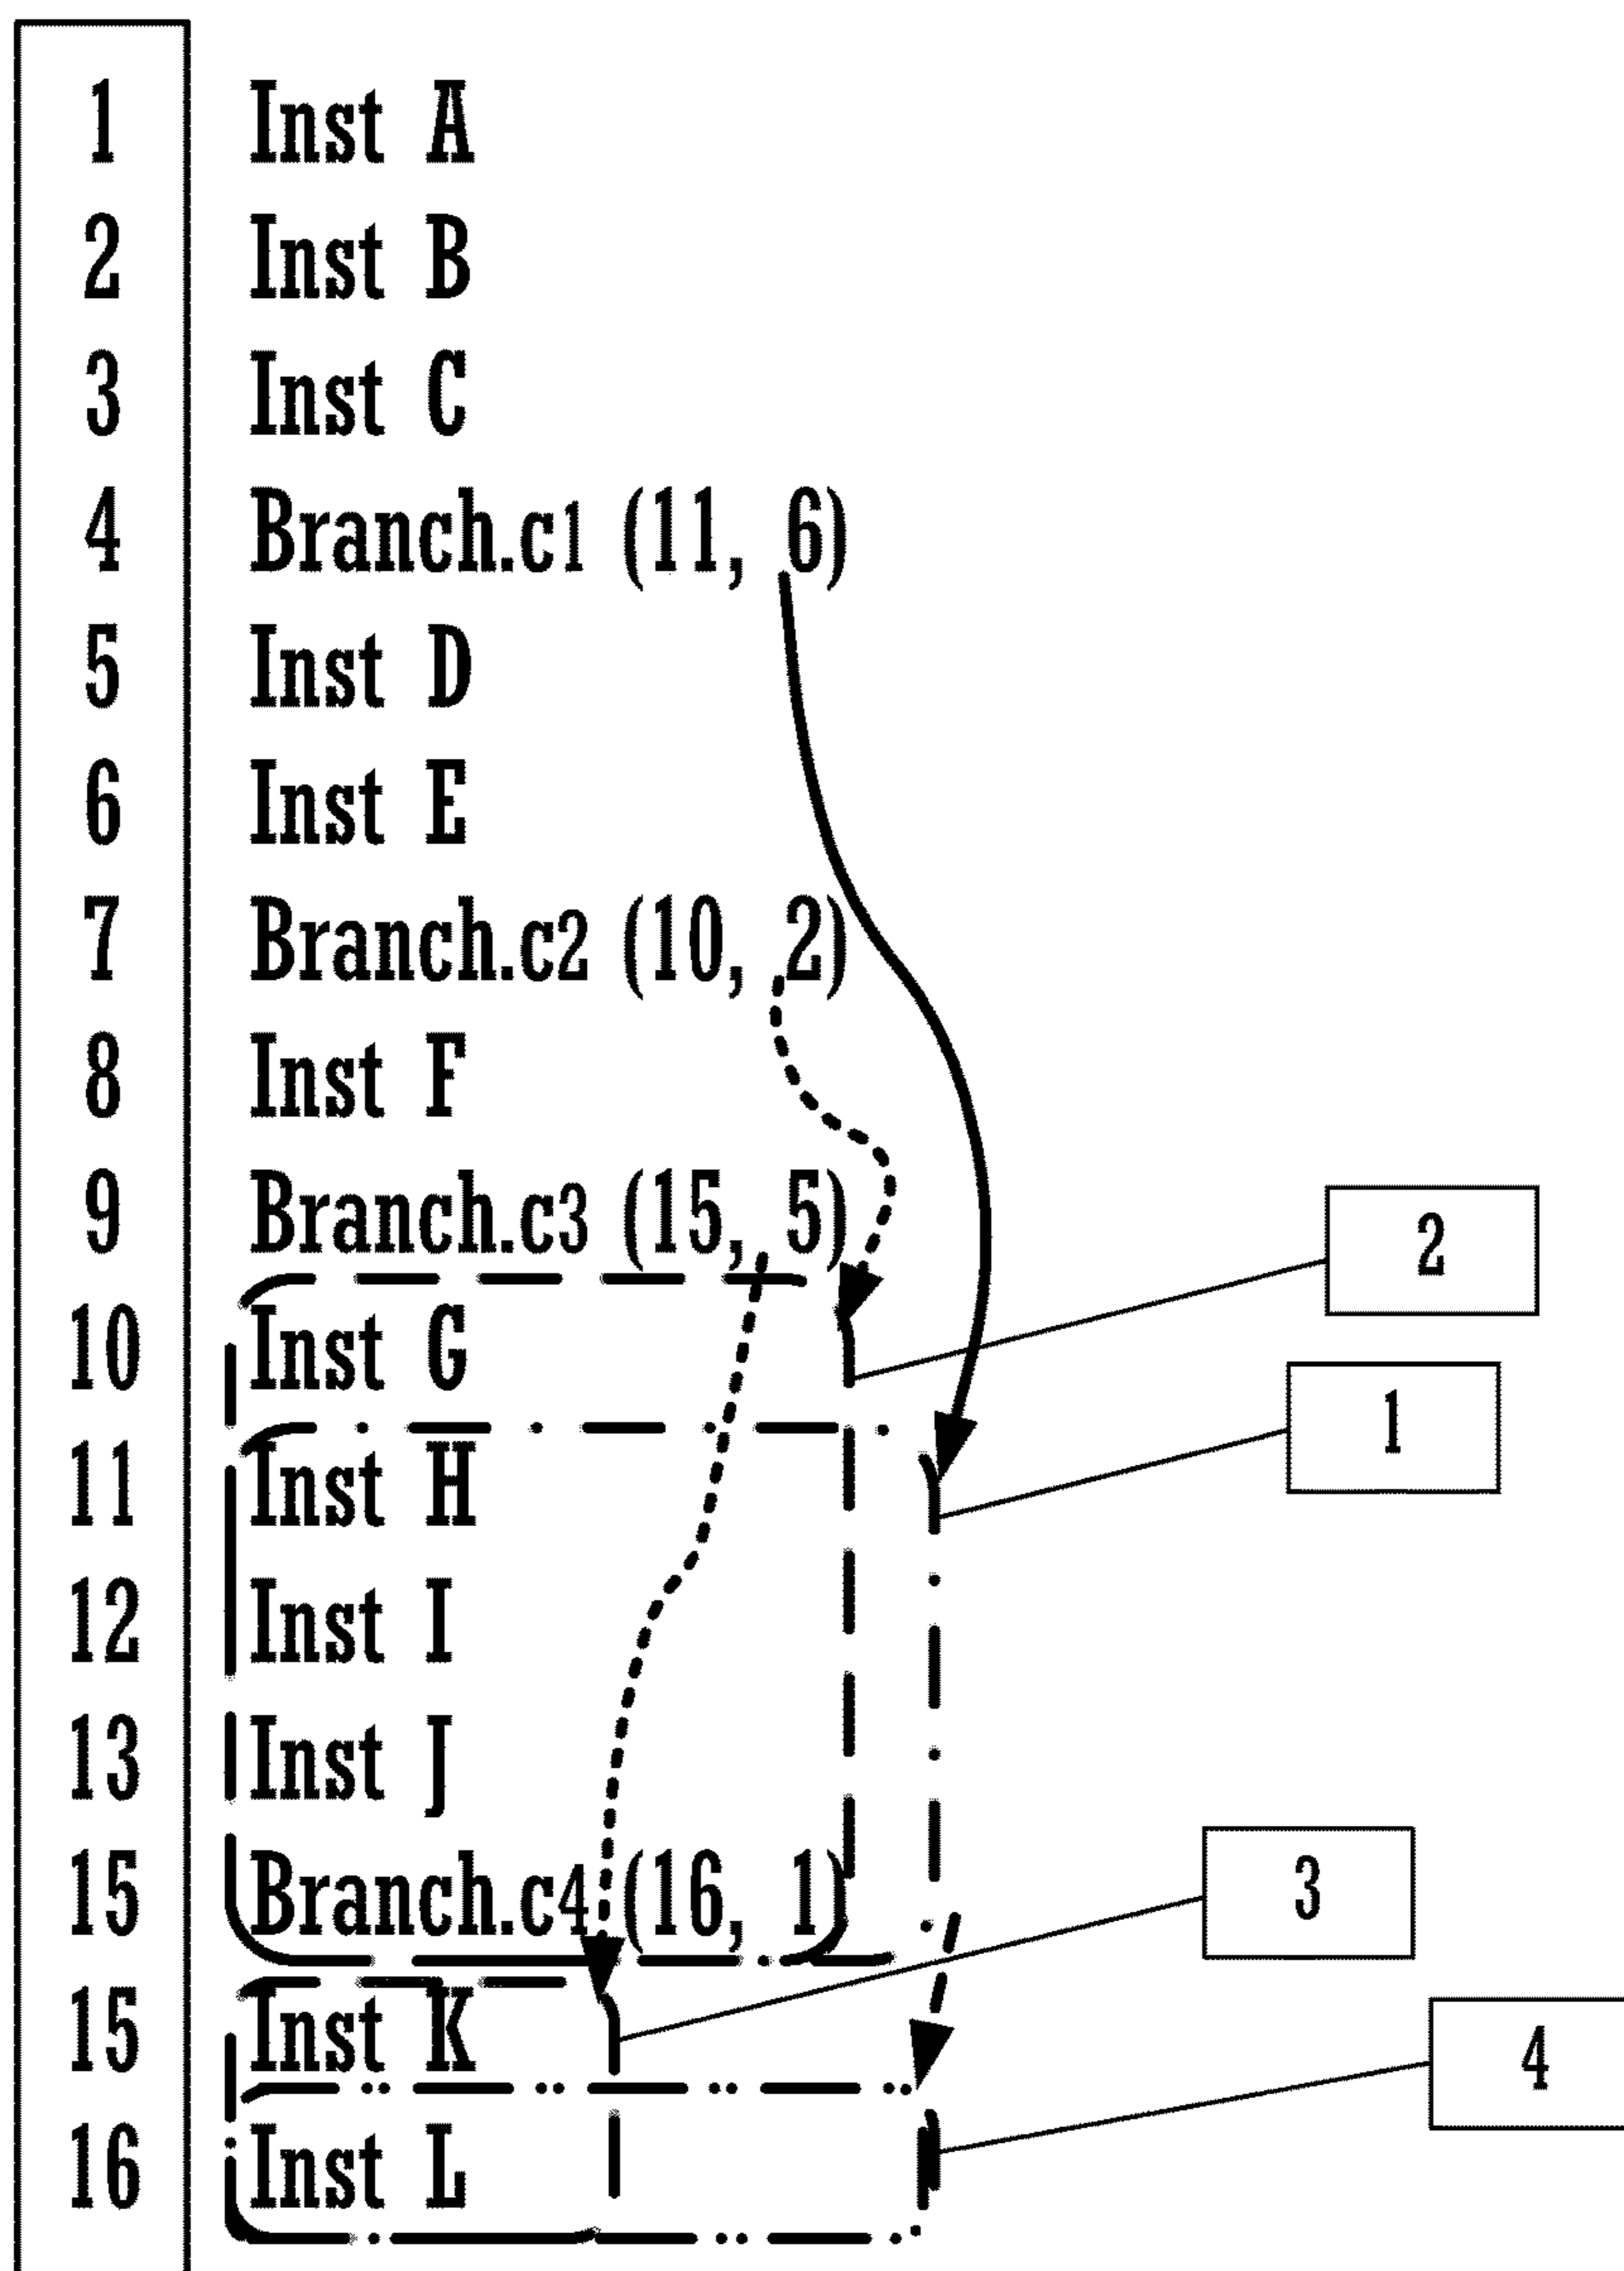 1 Inst A
2 Inst B
3 Inst C
4 Branch.c1 (11, 6)
5 Inst D
6 Inst E
7 Branch.c2 (10, 2)
8 Inst F
9 Branch.c3 (15, 5)
2
10 Inst G
1
11 Inst H
12 Inst I
13 Inst J
15 Branch.c4 (16, 1)
3
15 Inst K
4
16 Inst L